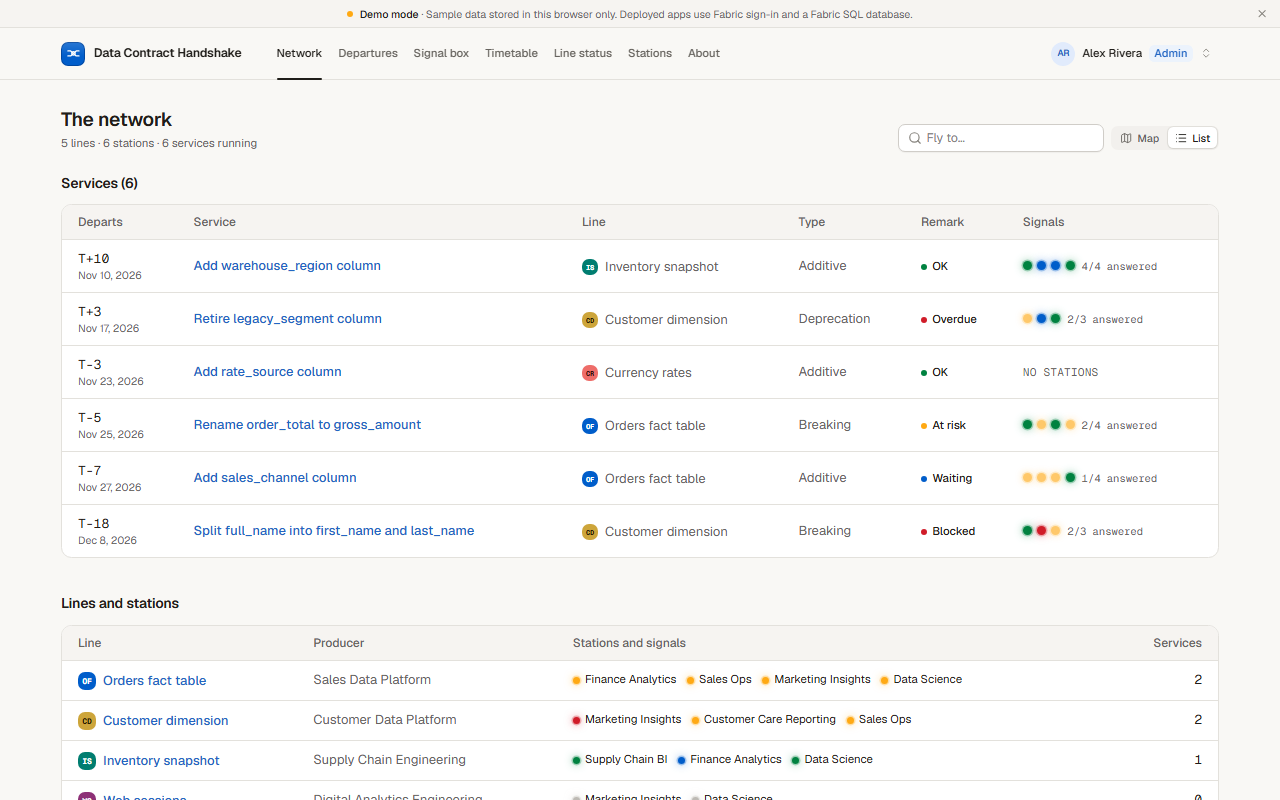 Demo mode · Sample data stored in this browser only. Deployed apps use Fabric sign-in and a Fabric SQL database.
Data Contract Handshake
Network Departures Signal box Timetable Line status Stations About
AR Alex Rivera Admin
The network
5 lines · 6 stations · 6 services running
Fly to...
Map List
Services (6)
Departs Service Line Type Remark Signals
T+10 Add warehouse_region column IS Inventory snapshot Additive OK 4/4 answered
Nov 10, 2026
T+3 Retire legacy_segment column CD Customer dimension Deprecation Overdue 2/3 answered
Nov 17, 2026
T-3 Add rate_source column CR Currency rates Additive OK NO STATIONS
Nov 23, 2026
T-5 Rename order_total to gross_amount OF Orders fact table Breaking At risk 2/4 answered
Nov 25, 2026
T-7 Add sales_channel column OF Orders fact table Additive Waiting 1/4 answered
Nov 27, 2026
T-18 Split full_name into first_name and last_name CD Customer dimension Breaking Blocked 2/3 answered
Dec 8, 2026
Lines and stations
Line Producer Stations and signals Services
OF Orders fact table Sales Data Platform Finance Analytics Sales Ops Marketing Insights Data Science 2
CD Customer dimension Customer Data Platform Marketing Insights Customer Care Reporting Sales Ops 2
IS Inventory snapshot Supply Chain Engineering Supply Chain BI Finance Analytics Data Science 1
Web sessions Digital Analytics Engineering Marketing Insights Data Science 0